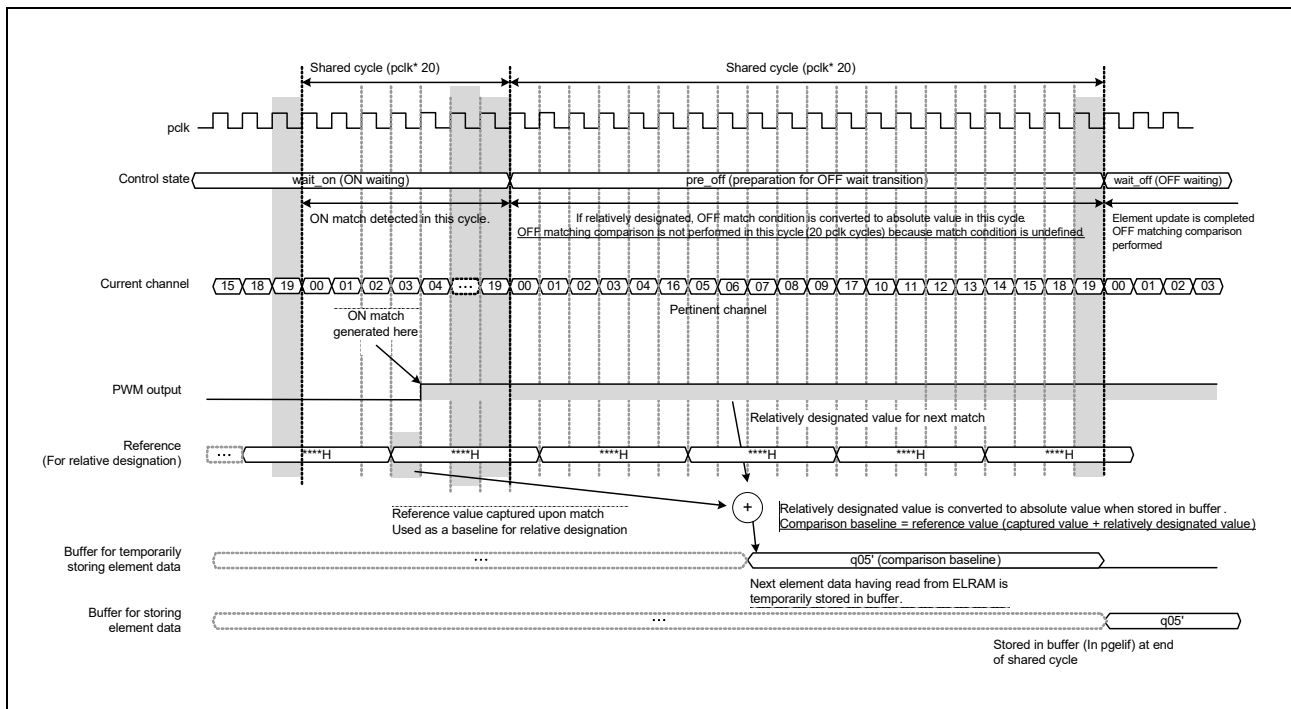 Shared cycle (pclk* 20)
Shared cycle (pclk* 20)
pclk
Control state
wait_on (ON waiting)
pre_off (preparation for OFF wait transition)
wait_off (OFF waiting)
ON match detected in this cycle.
If relatively designated, OFF match condition is converted to absolute value in this cycle.
OFF matching comparison is not performed in this cycle (20 pclk cycles) because match condition is undefined.
Element update is completed
OFF matching comparison
performed
Current channel
15 18 19 00 01 02 03 04 ... 19 00 01 02 03 04 16 05 06 07 08 09 17 10 11 12 13 14 15 18 19 00 01 02 03
ON match
generated here
Pertinent channel
PWM output
Relatively designated value for next match
Reference
(For relative designation)
... ****H ****H ****H ****H ****H ****H
+
Reference value captured upon match
Used as a baseline for relative designation
Relatively designated value is converted to absolute value when stored in buffer.
Comparison baseline = reference value (captured value + relatively designated value)
Buffer for temporarily
storing element data
...
q05' (comparison baseline)
Next element data having read from ELRAM is
temporarily stored in buffer.
Buffer for storing
element data
...
q05'
Stored in buffer (In pgelif) at end
of shared cycle